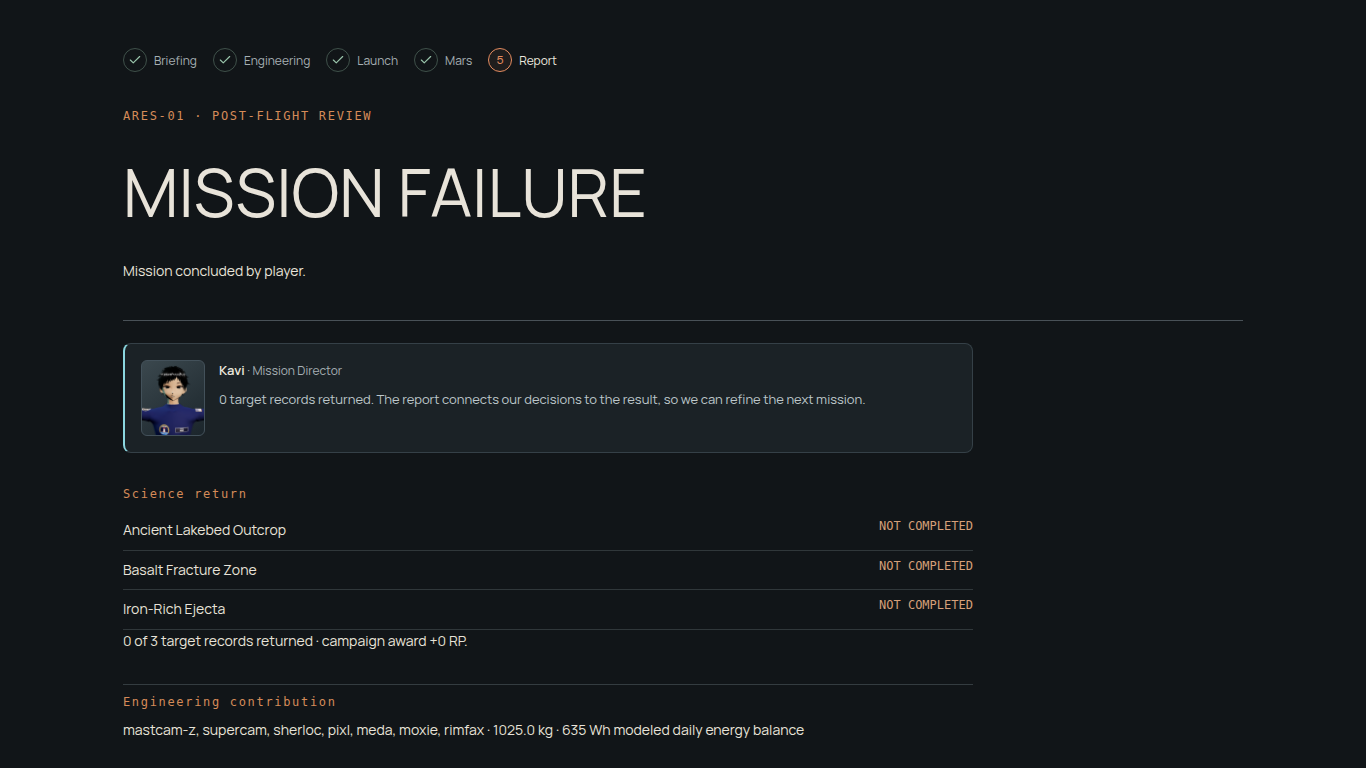 Briefing Engineering Launch Mars 5 Report
ARES-01 · POST-FLIGHT REVIEW
MISSION FAILURE
Mission concluded by player.
Kavi · Mission Director
0 target records returned. The report connects our decisions to the result, so we can refine the next mission.
Science return
Ancient Lakebed Outcrop NOT COMPLETED
Basalt Fracture Zone NOT COMPLETED
Iron-Rich Ejecta NOT COMPLETED
0 of 3 target records returned · campaign award +0 RP.
Engineering contribution
mastcam-z, supercam, sherloc, pixl, meda, moxie, rimfax · 1025.0 kg · 635 Wh modeled daily energy balance